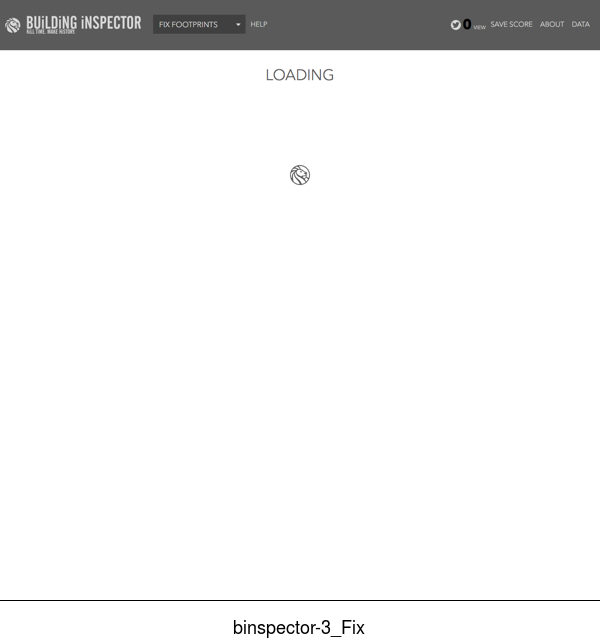 BUiLDiNG iNSPECTOR
KILL TIME. MAKE HISTORY.
FIX FOOTPRINTS
HELP
0 VIEW
SAVE SCORE
ABOUT
DATA
LOADING
binspector-3_Fix